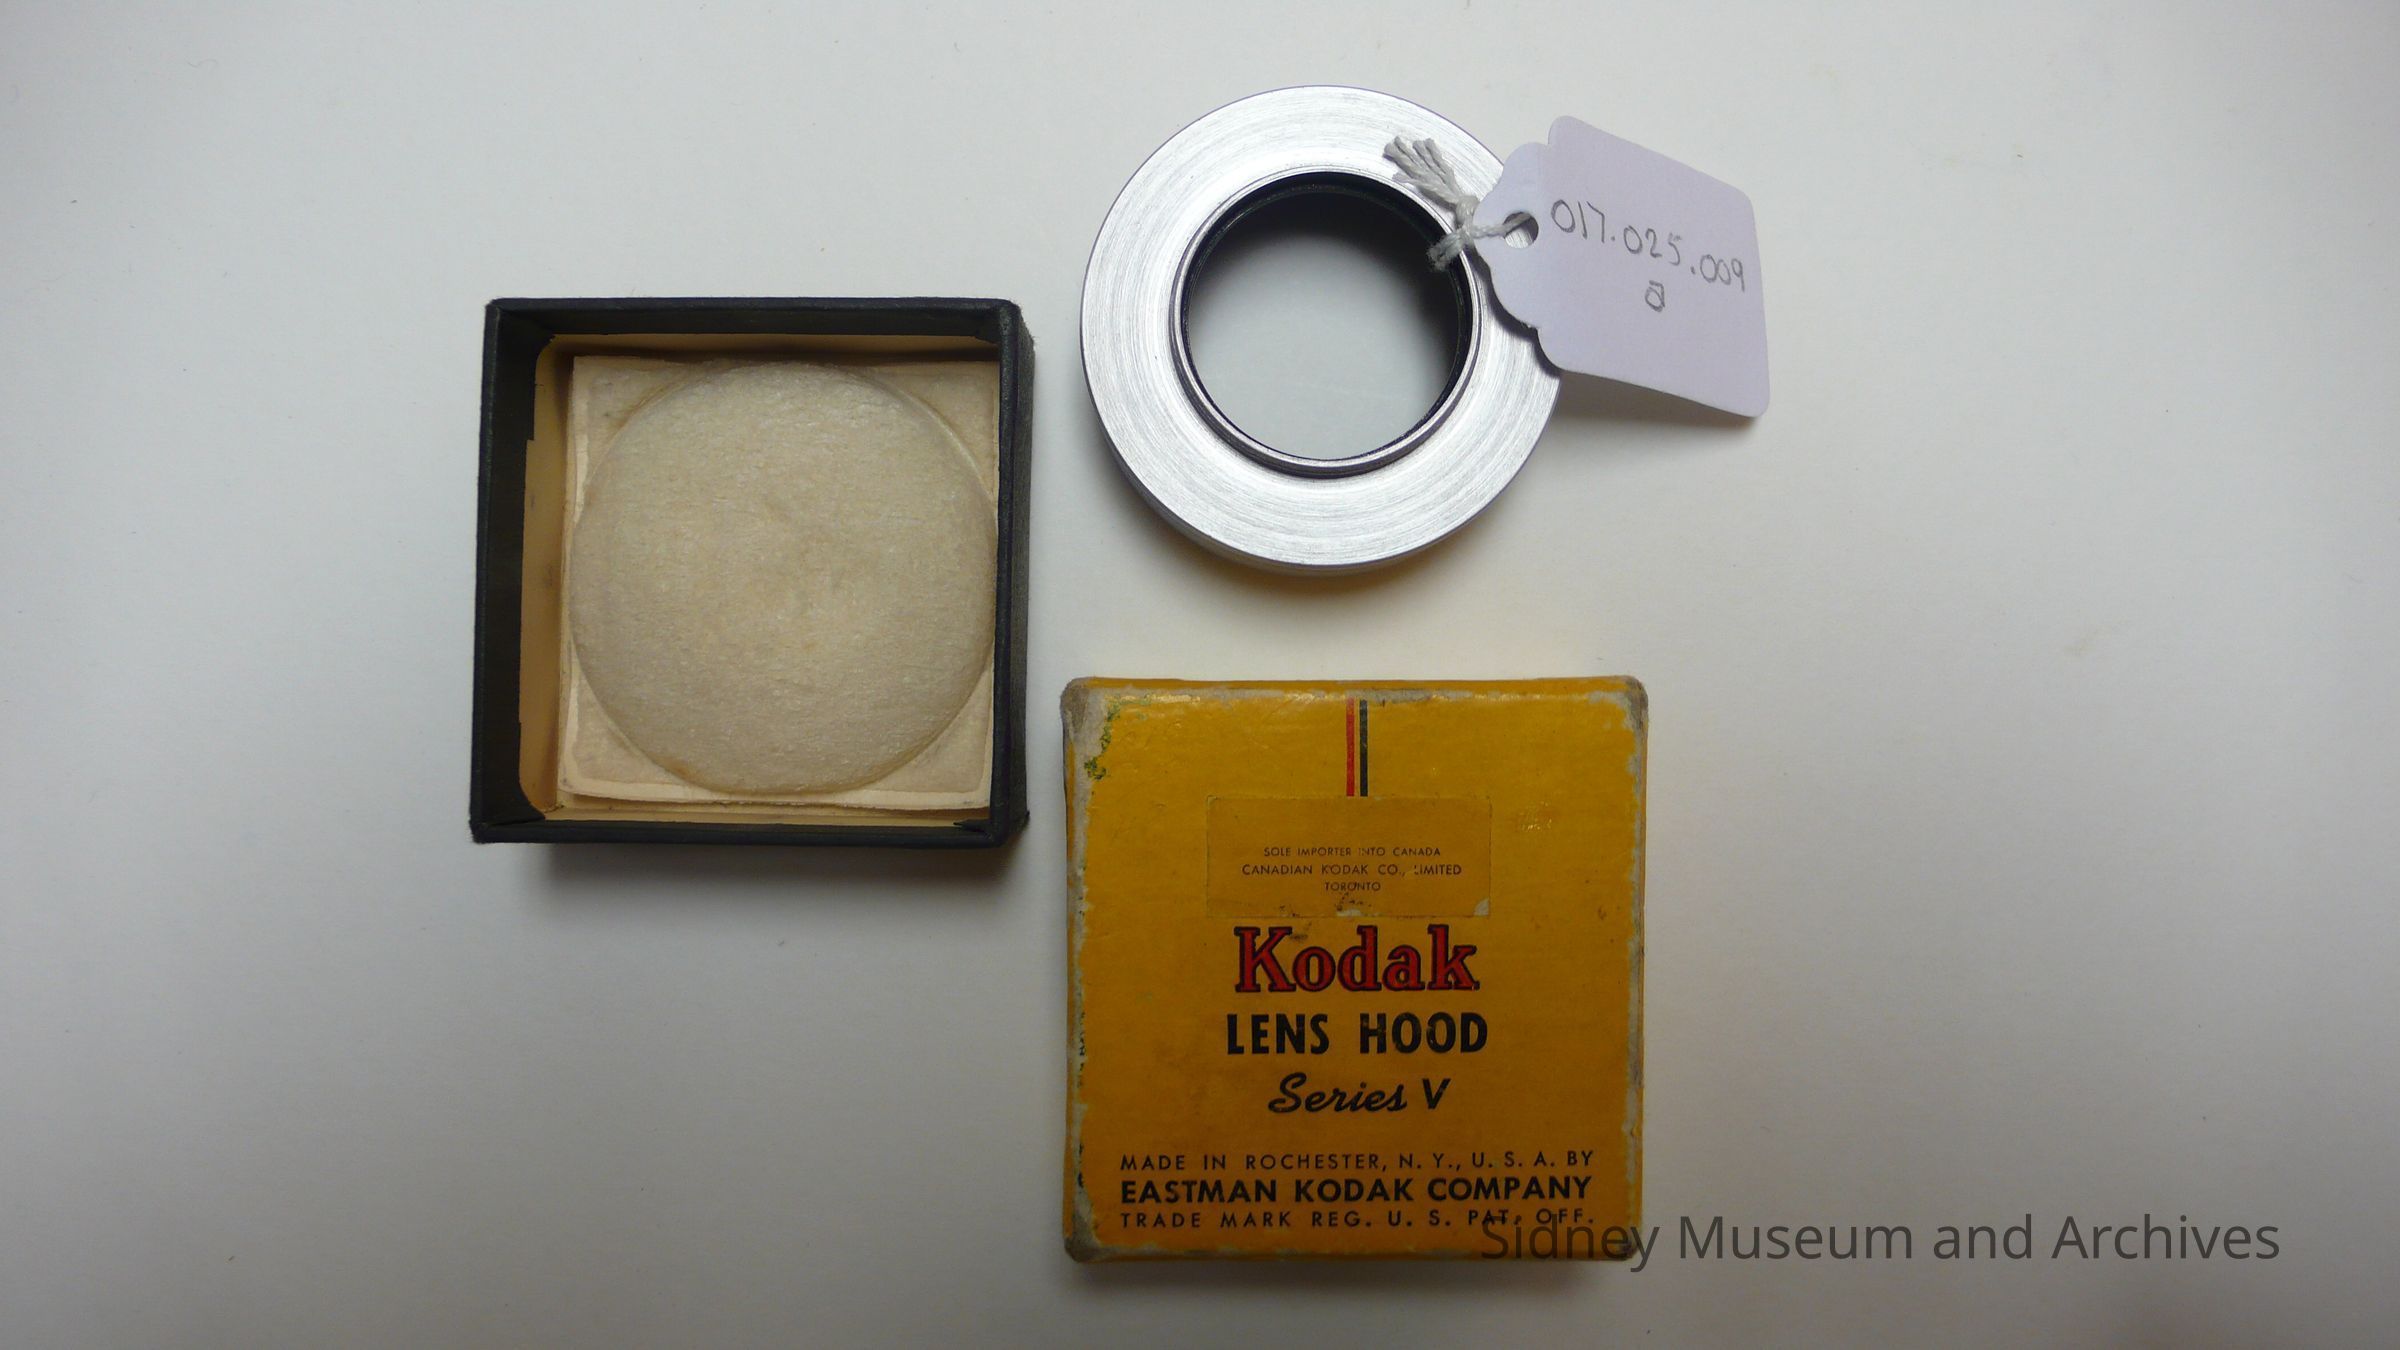 017.025.009
a
SOLE IMPORTER INTO CANADA
CANADIAN KODAK CO., LIMITED
TORONTO
Kodak
LENS HOOD
Series V
MADE IN ROCHESTER, N. Y., U. S. A. BY
EASTMAN KODAK COMPANY
TRADE MARK REG. U. S. PAT. OFF.
Sidney Museum and Archives